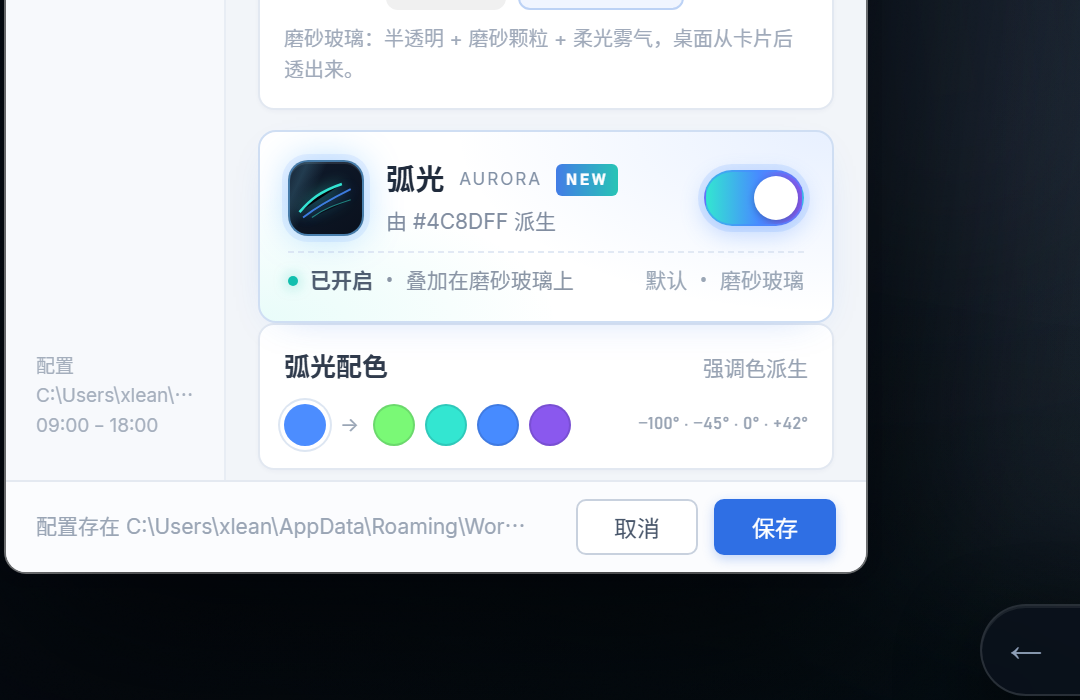 磨砂玻璃：半透明 + 磨砂颗粒 + 柔光雾气，桌面从卡片后
透出来。
弧光 AURORA NEW
由 #4C8DFF 派生
已开启 • 叠加在磨砂玻璃上 默认 • 磨砂玻璃
弧光配色 强调色派生
→ −100° · −45° · 0° · +42°
配置
C:\Users\xlean\···
09:00 – 18:00
配置存在 C:\Users\xlean\AppData\Roaming\Wor··· 取消 保存
←